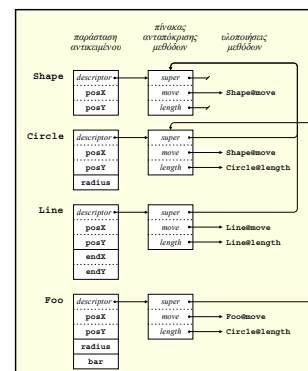 παράσταση αντικειμένου
πίνακας ανταπόκρισης μεθόδων
υλοποιήσεις μεθόδων
Shape
descriptor
posX
posY
super
move
length
Shape@move
Circle
descriptor
posX
posY
radius
super
move
length
Shape@move
Circle@length
Line
descriptor
posX
posY
endX
endY
super
move
length
Line@move
Line@length
Foo
descriptor
posX
posY
radius
bar
super
move
length
Foo@move
Circle@length